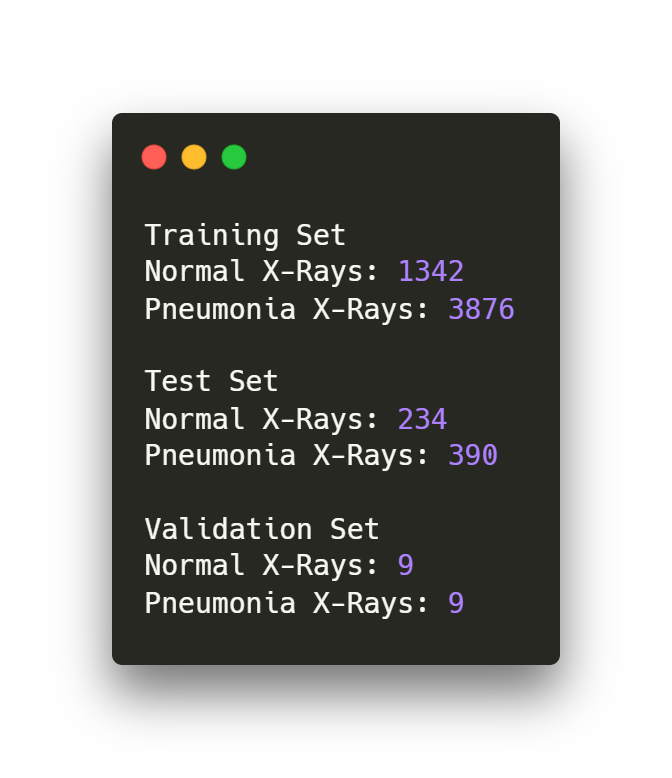 Training Set
Normal X-Rays: 1342
Pneumonia X-Rays: 3876
Test Set
Normal X-Rays: 234
Pneumonia X-Rays: 390
Validation Set
Normal X-Rays: 9
Pneumonia X-Rays: 9